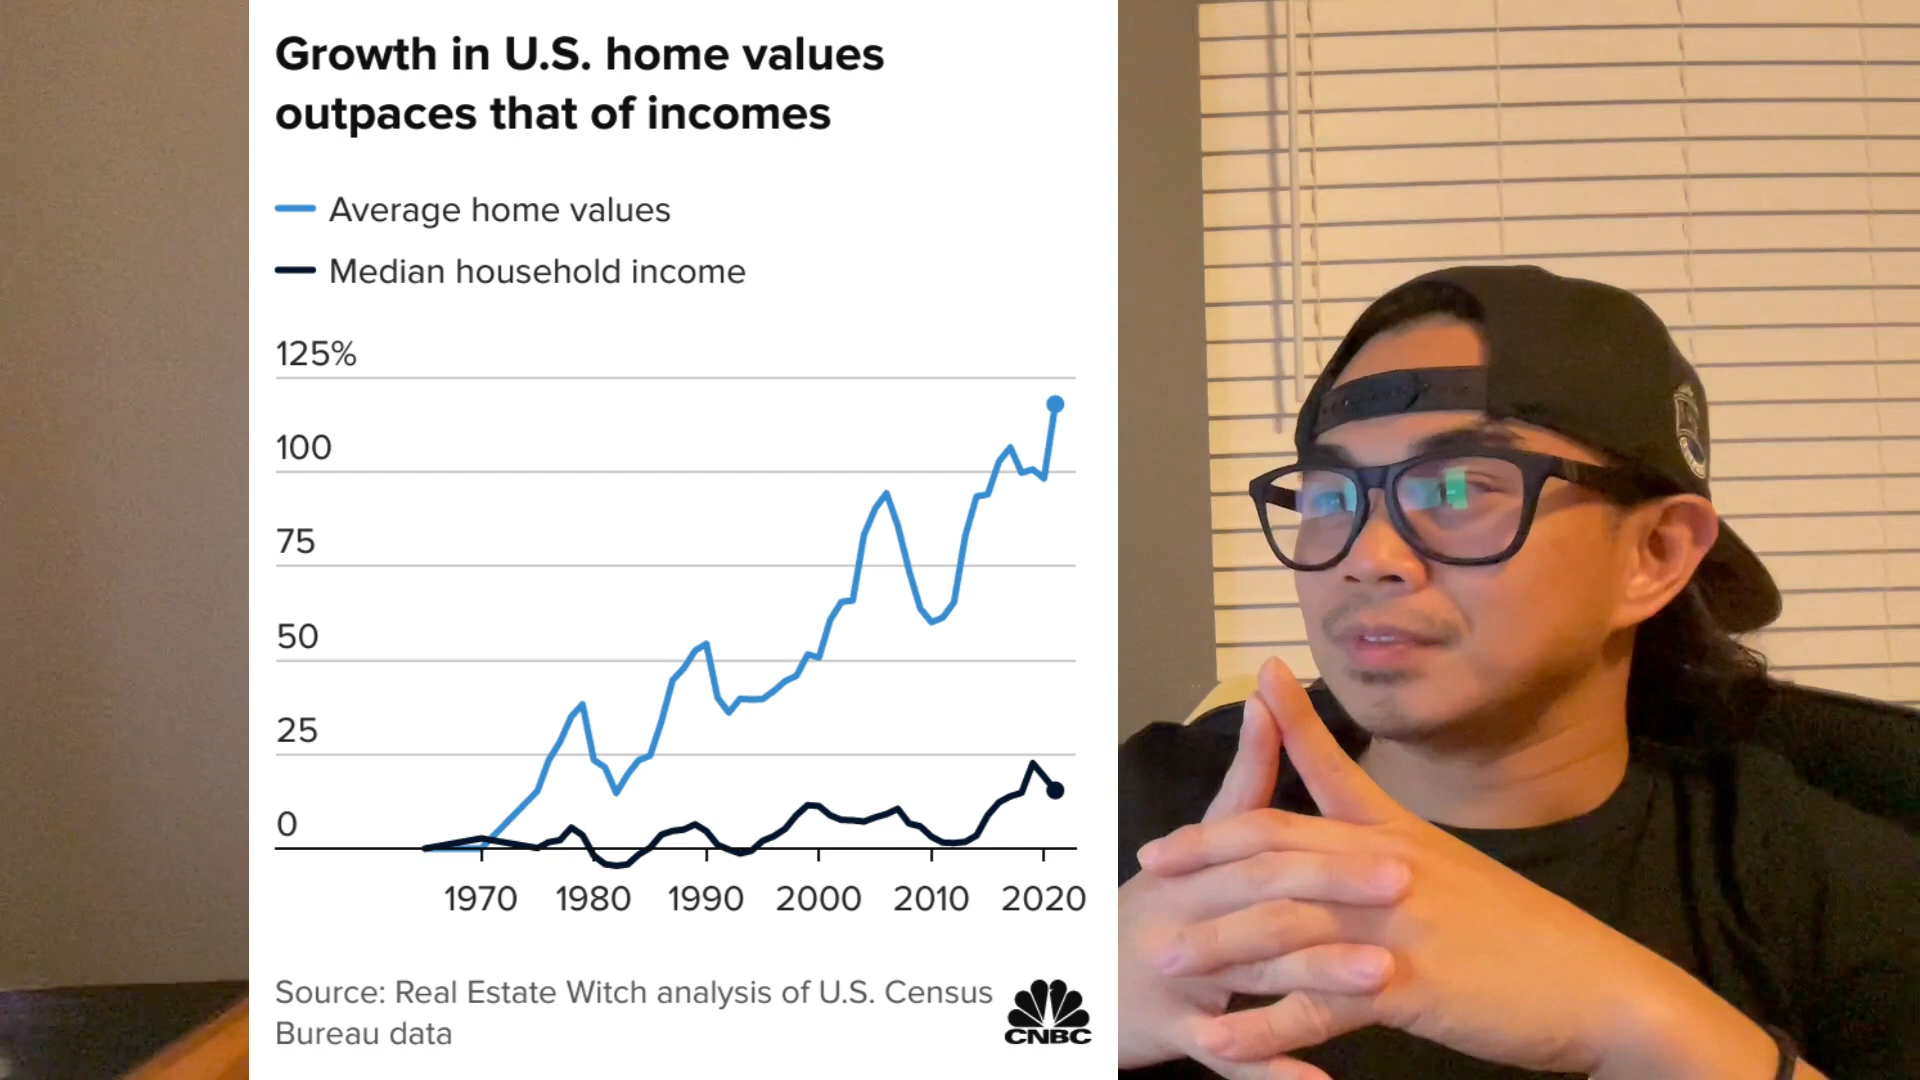 Growth in U.S. home values
outpaces that of incomes
Average home values
Median household income
125%
100
75
50
25
0
1970 1980 1990 2000 2010 2020
Source: Real Estate Witch analysis of U.S. Census
Bureau data
CNBC